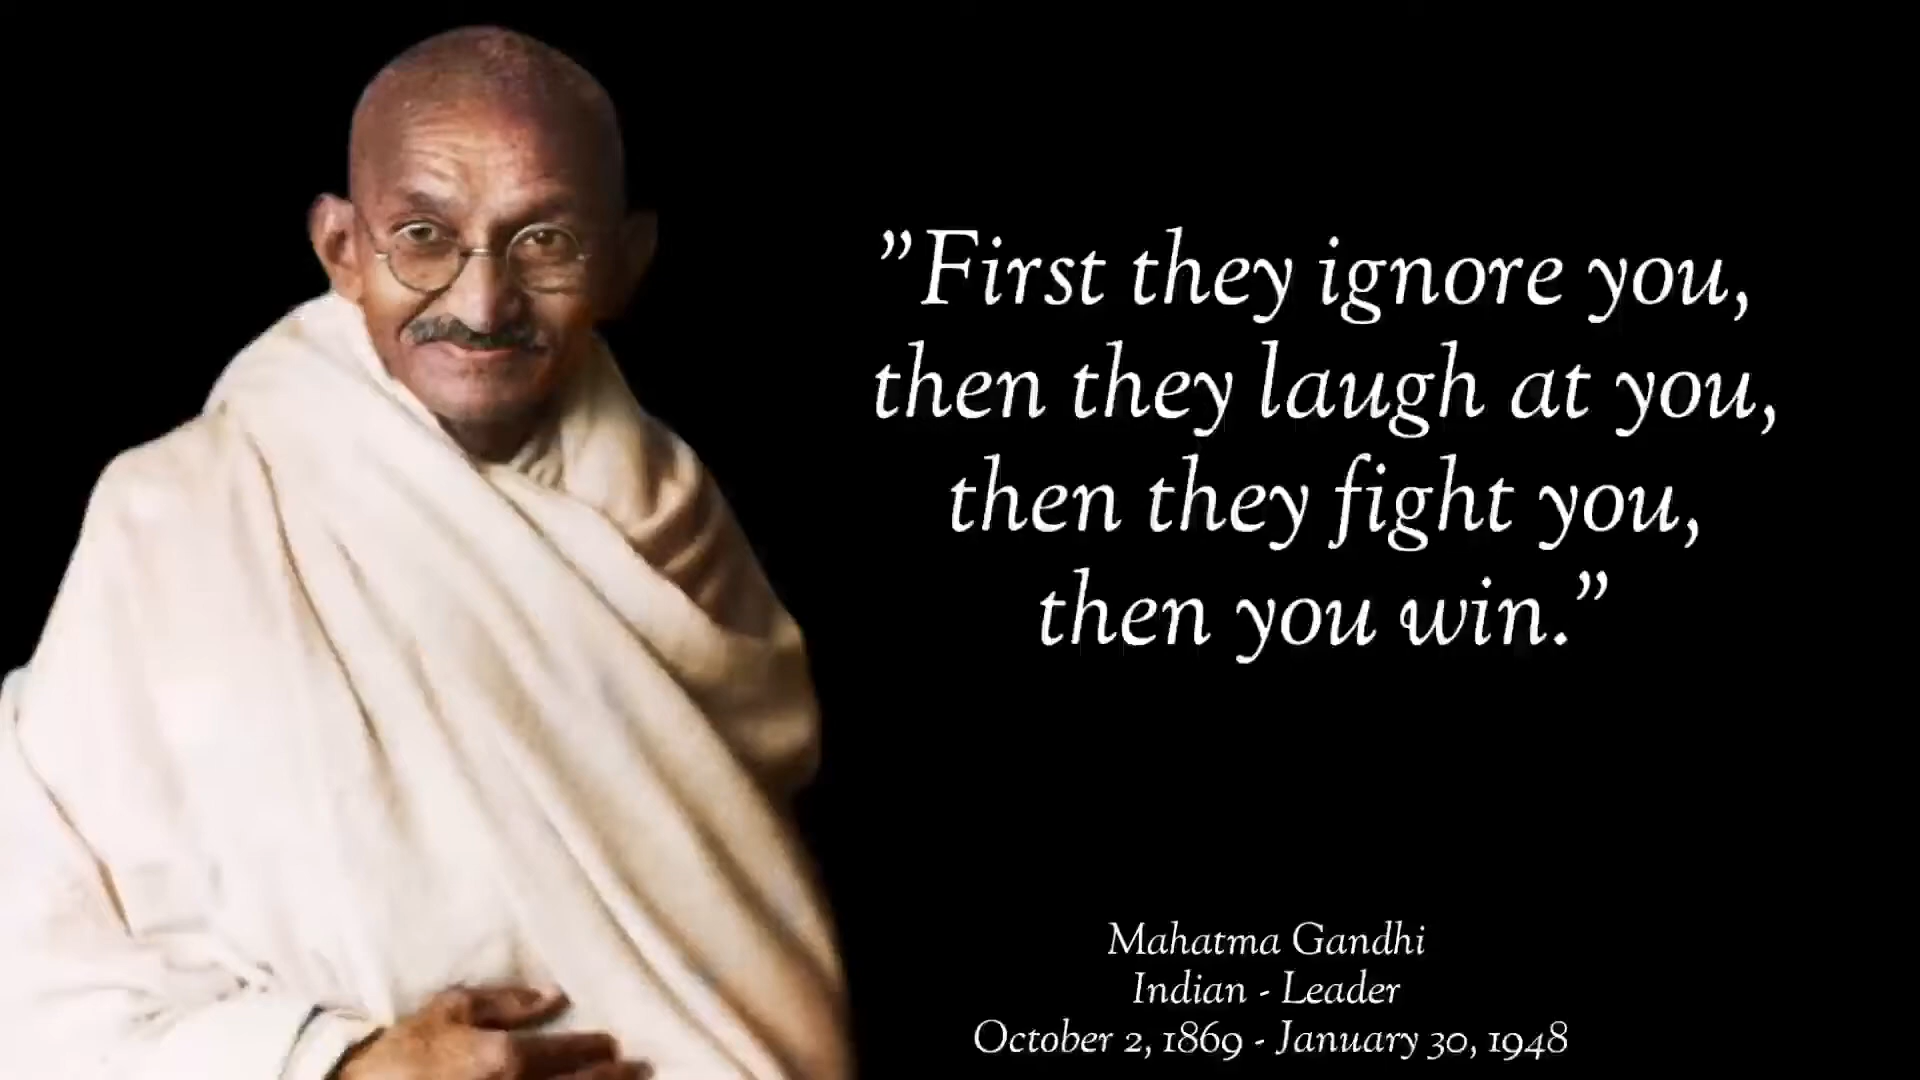 ”First they ignore you,
then they laugh at you,
then they fight you,
then you win.”
Mahatma Gandhi
Indian - Leader
October 2, 1869 - January 30, 1948